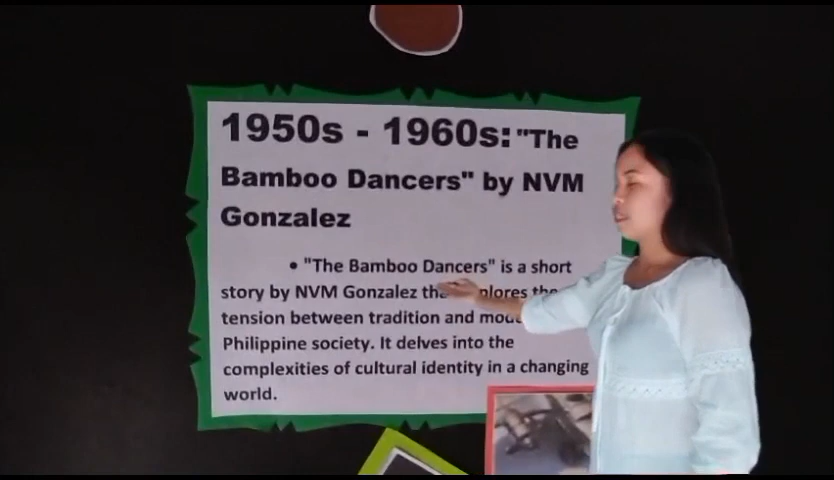 1950s - 1960s: "The
Bamboo Dancers" by NVM
Gonzalez
• "The Bamboo Dancers" is a short
story by NVM Gonzalez the
tension between tradition and
Philippine society. It delves into the
complexities of cultural identity in a changing
world.